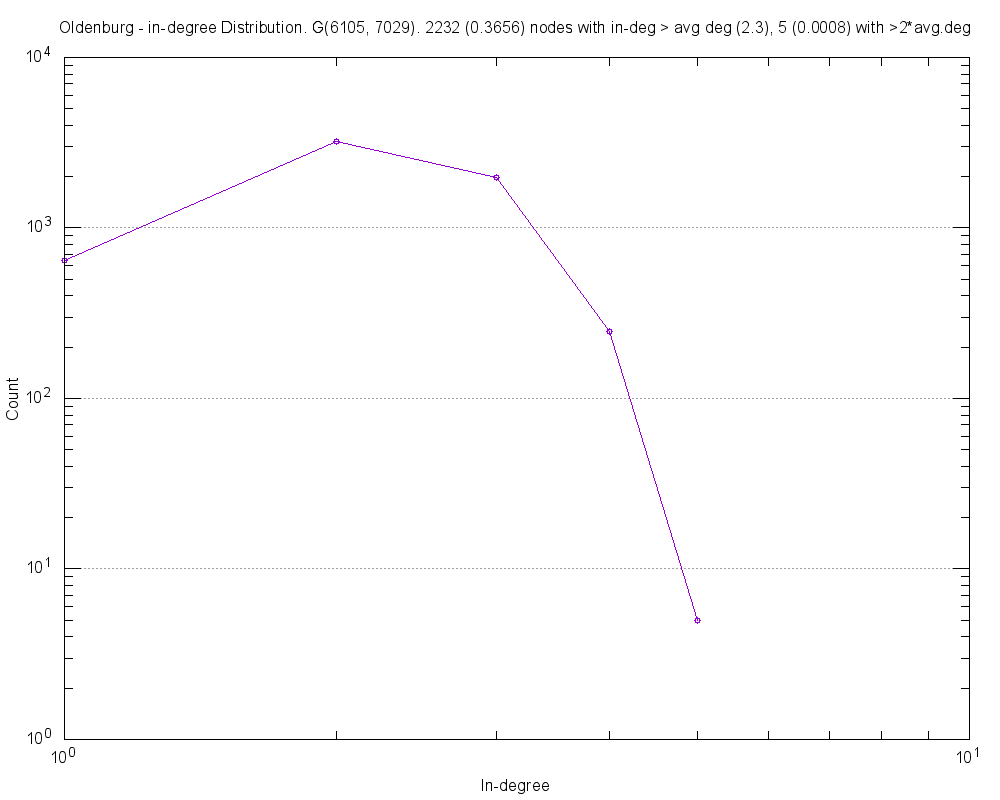 Oldenburg - in-degree Distribution. G(6105, 7029). 2232 (0.3656) nodes with in-deg > avg deg (2.3), 5 (0.0008) with >2*avg.deg
10^4
10^3
10^2
10^1
10^0
Count
10^0 10^1
In-degree